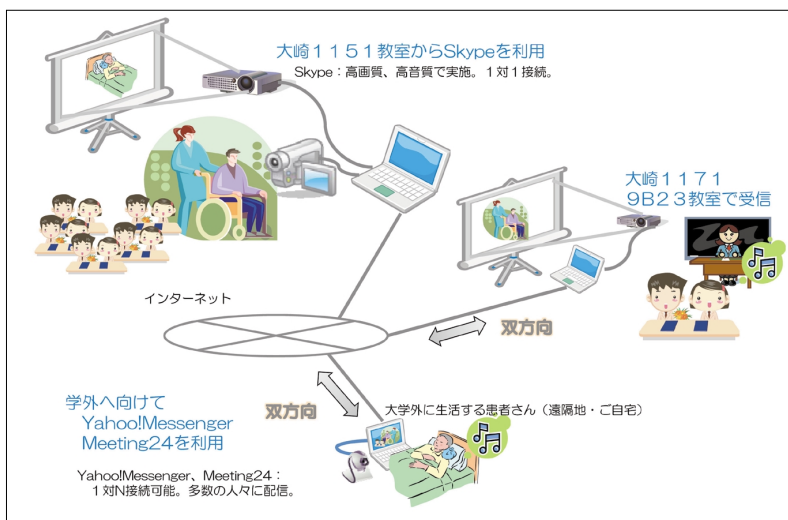 大崎1151教室からSkypeを利用
Skype:高画質、高音質で実施。1対1接続。
大崎1171
9B23教室で受信
インターネット
双方向
学外へ向けて
Yahoo!Messenger
Meeting24を利用
双方向
大学外に生活する患者さん(遠隔地・ご自宅)
Yahoo!Messenger、Meeting24:
1対N接続可能。多数の人々に配信。